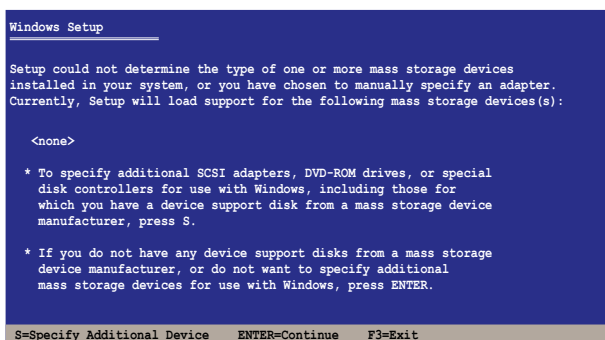 Windows Setup
Setup could not determine the type of one or more mass storage devices
installed in your system, or you have chosen to manually specify an adapter.
Currently, Setup will load support for the following mass storage devices(s):
<none>
* To specify additional SCSI adapters, DVD-ROM drives, or special
disk controllers for use with Windows, including those for
which you have a device support disk from a mass storage device
manufacturer, press S.
* If you do not have any device support disks from a mass storage
device manufacturer, or do not want to specify additional
mass storage devices for use with Windows, press ENTER.
S=Specify Additional Device ENTER=Continue F3=Exit